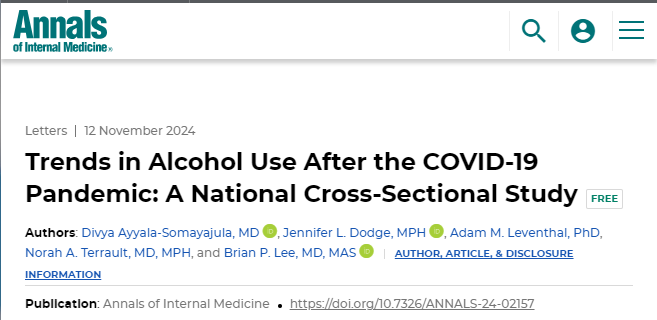 Annals
of Internal Medicine®
Letters | 12 November 2024
Trends in Alcohol Use After the COVID-19
Pandemic: A National Cross-Sectional Study FREE
Authors: Divya Ayyala-Somayajula, MD iD, Jennifer L. Dodge, MPH iD, Adam M. Leventhal, PhD,
Norah A. Terrault, MD, MPH, and Brian P. Lee, MD, MAS iD | AUTHOR, ARTICLE, & DISCLOSURE
INFORMATION
Publication: Annals of Internal Medicine • https://doi.org/10.7326/ANNALS-24-02157